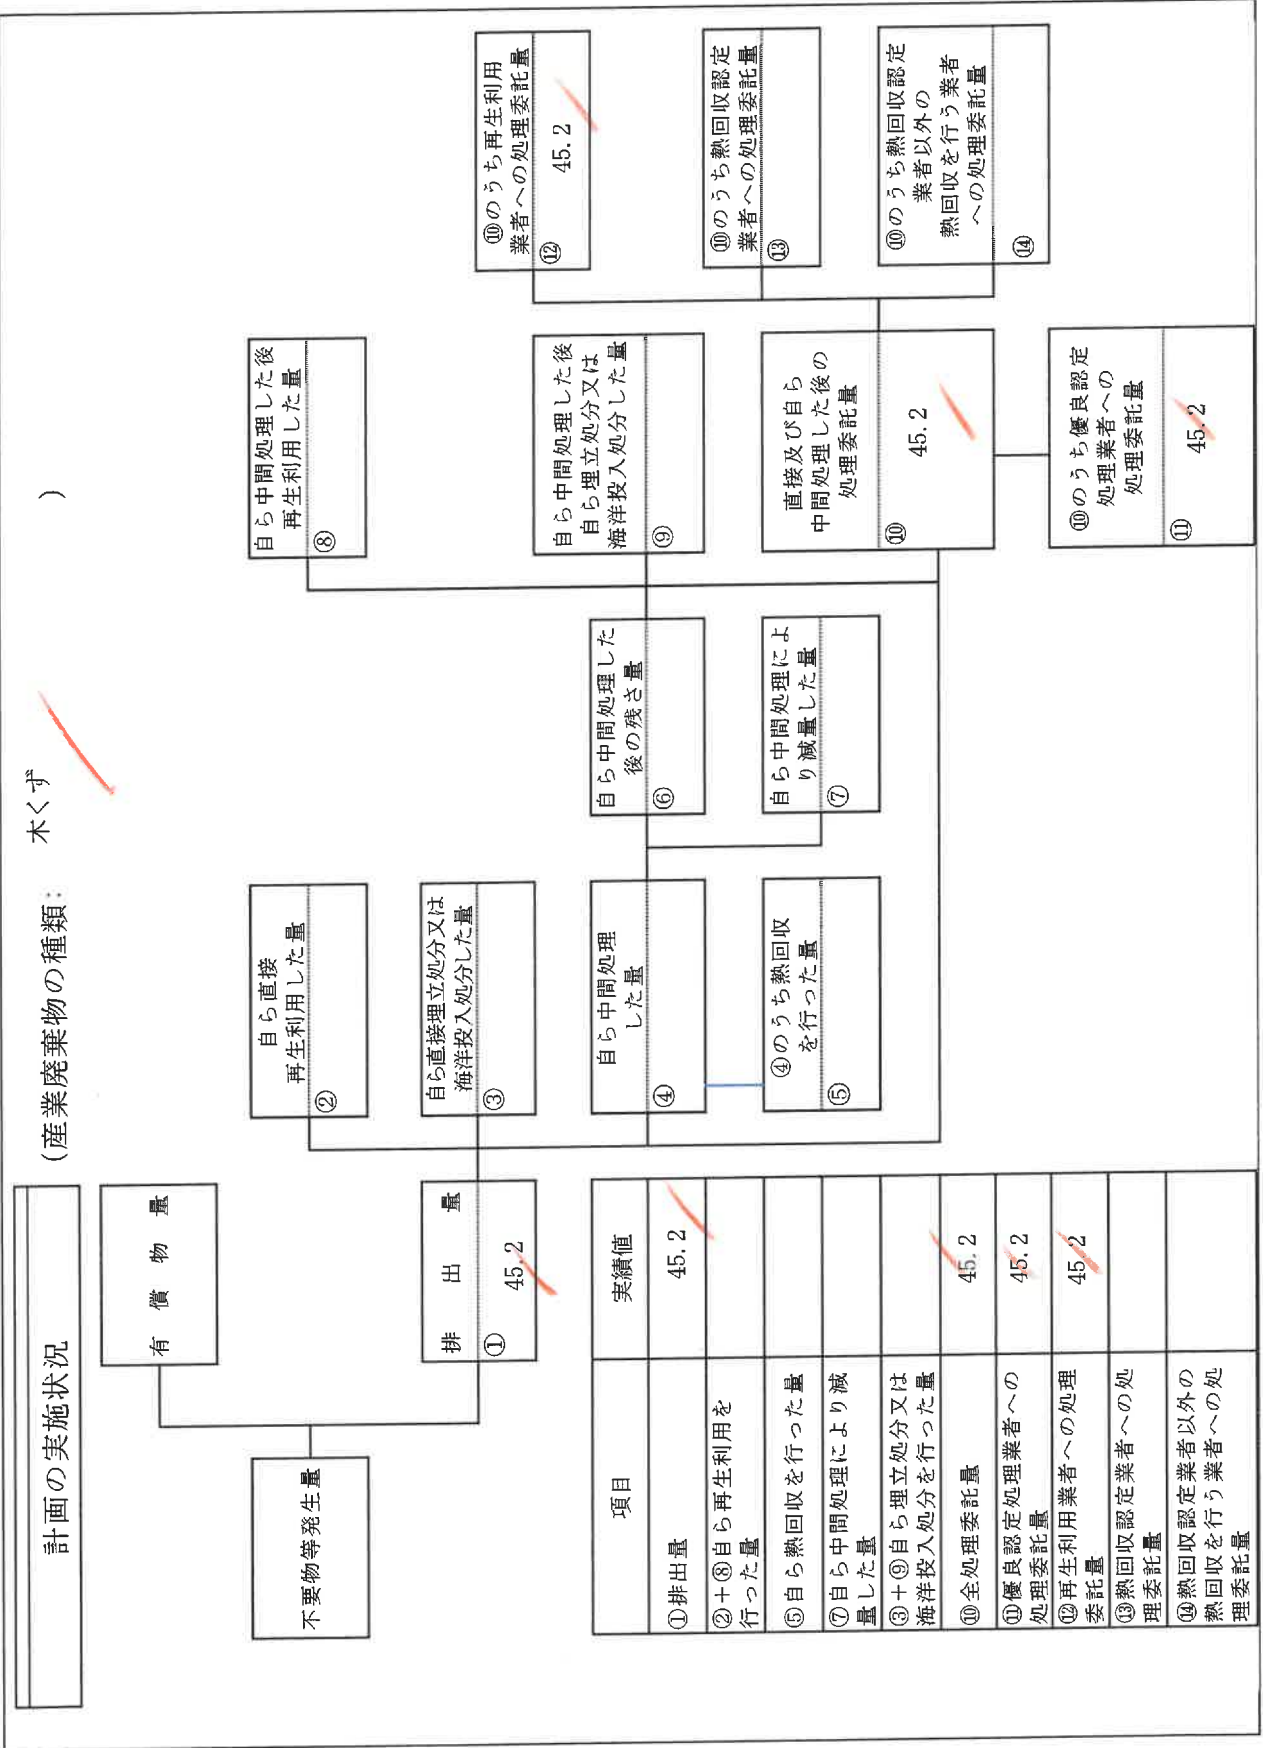 計画の実施状況
(産業廃棄物の種類: 木くず )
不要物等発生量
有償物量
排出量
①
45.2
自ら直接
再生利用した量
②
自ら直接埋立処分又は
海洋投入処分した量
③
自ら中間処理
した量
④
④のうち熱回収
を行った量
⑤
自ら中間処理した
後の残さ量
⑥
自ら中間処理によ
り減量した量
⑦
自ら中間処理した後
再生利用した量
⑧
自ら中間処理した後
自ら埋立処分又は
海洋投入処分した量
⑨
直接及び自ら
中間処理した後の
処理委託量
⑩
45.2
⑩のうち優良認定
処理業者への
処理委託量
⑪
45.2
⑩のうち再生利用
業者への処理委託量
⑫
45.2
⑩のうち熱回収認定
業者への処理委託量
⑬
⑩のうち熱回収認定
業者以外の
熱回収を行う業者
への処理委託量
⑭
項目 実績値
①排出量 45.2
②+⑧自ら再生利用を
行った量
⑤自ら熱回収を行った量
⑦自ら中間処理により減
量した量
③+⑨自ら埋立処分又は
海洋投入処分を行った量
⑩全処理委託量 45.2
⑪優良認定処理業者への
処理委託量 45.2
⑫再生利用業者への処理
委託量 45.2
⑬熱回収認定業者への処
理委託量
⑭熱回収認定業者以外の
熱回収を行う業者への処
理委託量